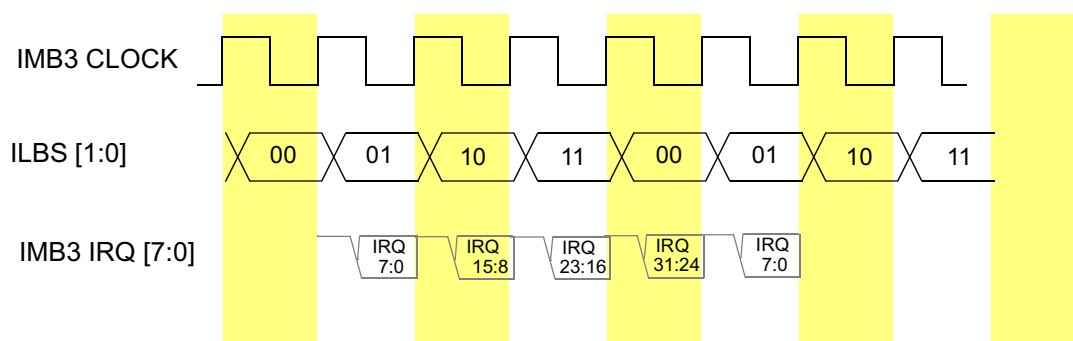 IMB3 CLOCK
ILBS [1:0]
00 01 10 11 00 01 10 11
IMB3 IRQ [7:0]
IRQ IRQ IRQ IRQ IRQ
7:0 15:8 23:16 31:24 7:0